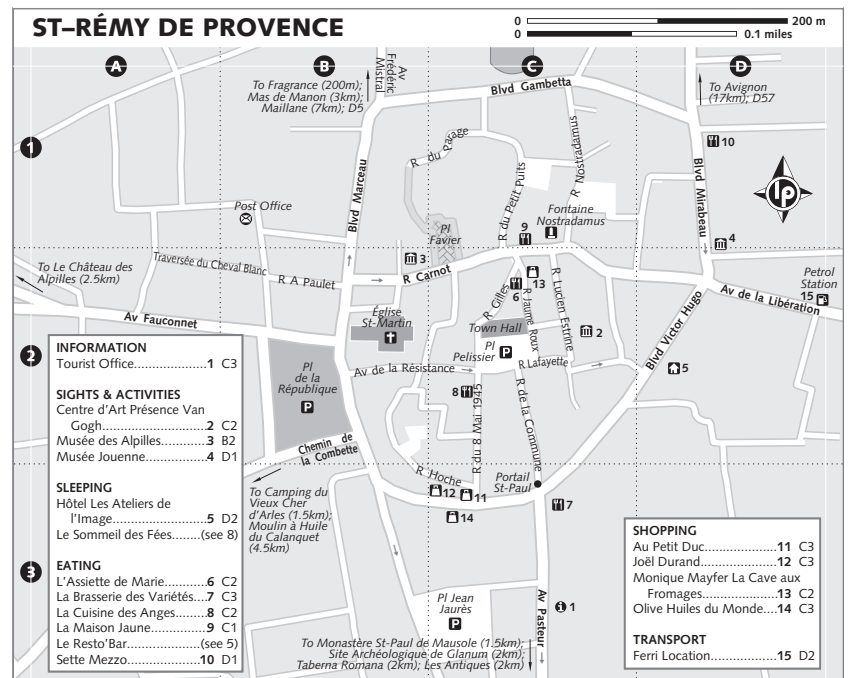 ST–RÉMY DE PROVENCE
0 200 m
0 0.1 miles
A
B
C
D
1
2
3
Av Frédéric Mistral
To Fragrance (200m);
Mas de Manon (3km);
Maillane (7km); D5
Blvd Gambetta
To Avignon
(17km); D57
10
Blvd Mirabeau
lp
R du Parage
R Nostradamus
R du Petit Puits
Blvd Marceau
Post Office
Fontaine
Nostradamus
9
Pl
Favier
4
3
Traversée du Cheval Blanc
To Le Château des
Alpilles (2.5km)
R A Paulet
R Carnot
13
6
Petrol
Station
15
Av de la Libération
R Gilles
R Jaume Roux
R Lucien Estrine
Av Fauconnet
Église
St-Martin
Town Hall
2
Blvd Victor Hugo
Pl
Pelissier
P
R Lafayette
Av de la Résistance
5
Pl
de la
République
P
8
R du 8 Mai 1945
R de la Commune
Chemin de
la Combette
R Hoche
Portail
St-Paul
12
11
7
14
To Camping du
Vieux Cher
d'Arles (1.5km);
Moulin à Huile
du Calanquet
(4.5km)
Pl Jean
Jaurès
P
Av Pasteur
1
To Monastère St-Paul de Mausole (1.5km);
Site Archéologique de Glanum (2km);
Taberna Romana (2km); Les Antiques (2km)
INFORMATION
Tourist Office....................1 C3
SIGHTS & ACTIVITIES
Centre d'Art Présence Van
Gogh..........................2 C2
Musée des Alpilles.............3 B2
Musée Jouenne.................4 D1
SLEEPING
Hôtel Les Ateliers de
l'Image.........................5 D2
Le Sommeil des Fées..........(see 8)
EATING
L'Assiette de Marie............6 C2
La Brasserie des Variétés....7 C3
La Cuisine des Anges.........8 C2
La Maison Jaune...............9 C1
Le Resto'Bar...................(see 5)
Sette Mezzo....................10 D1
SHOPPING
Au Petit Duc....................11 C3
Joël Durand.....................12 C3
Monique Mayfer La Cave aux
Fromages.....................13 C2
Olive Huiles du Monde.....14 C3
TRANSPORT
Ferri Location..................15 D2